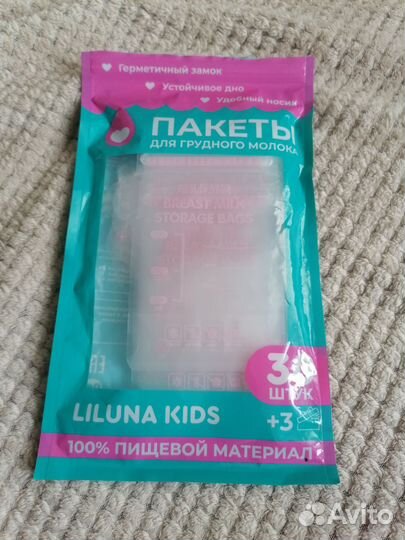 Герметичный замок
Устойчивое дно
Удобный носик
ПАКЕТЫ
ДЛЯ ГРУДНОГО МОЛОКА
BREAST MILK
STORAGE BAGS
ШТУК
+3
LILUNA KIDS
100% ПИЩЕВОЙ МАТЕРИАЛ
Avito